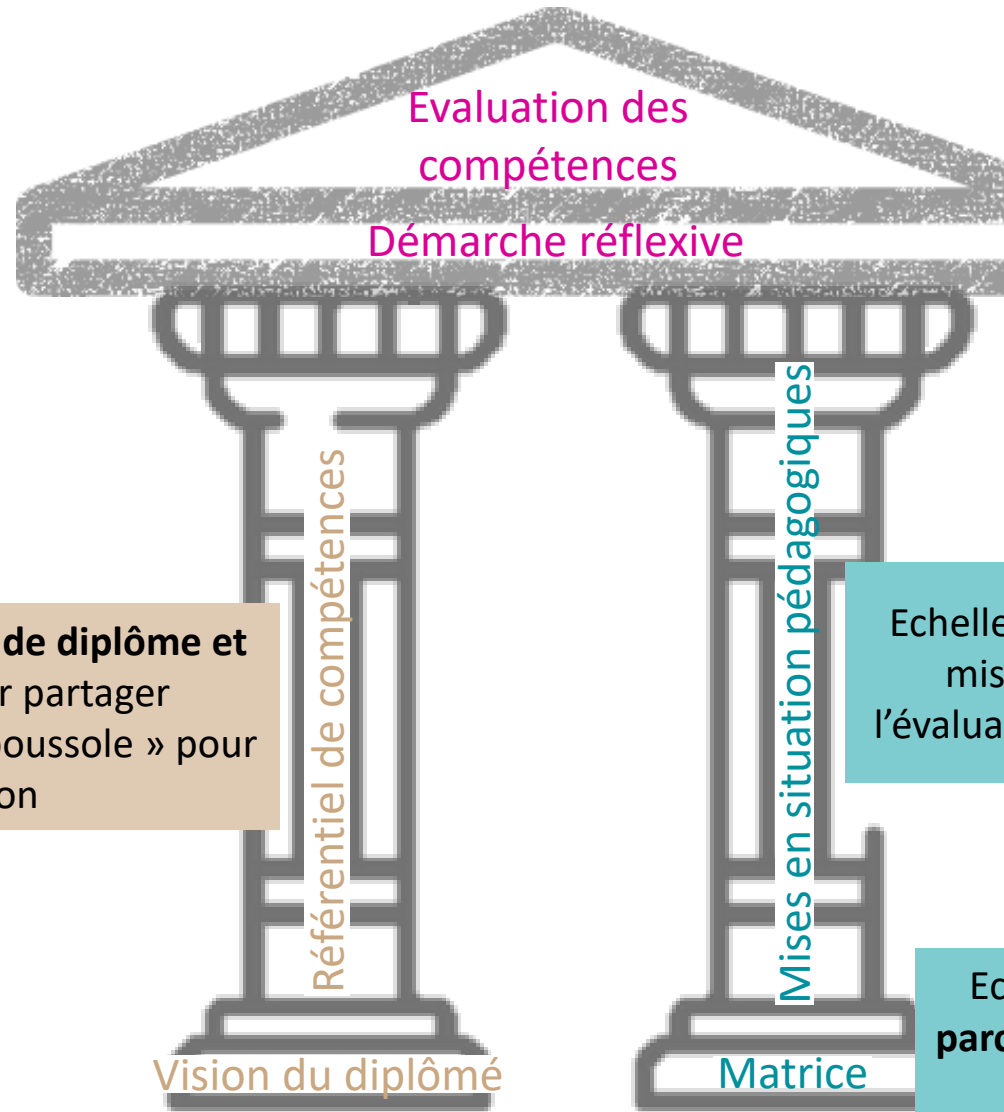 Evaluation des
compétences
Démarche réflexive
Référentiel de compétences
Mises en situation pédagogiques
de diplôme et
r partager
oussole » pour
on
Echelle
mis
l’évalua
Ec
parc
Vision du diplômé
Matrice